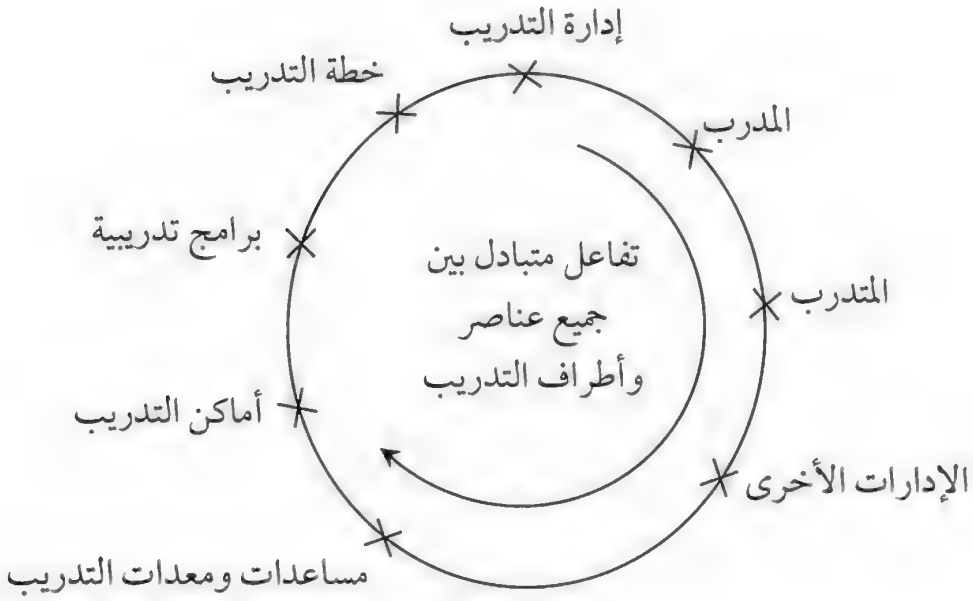 إدارة التدريب
خطة التدريب
المدرب
برامج تدريبية
تفاعل متبادل بين
جميع عناصر
وأطراف التدريب
المتدرب
أماكن التدريب
الإدارات الأخرى
مساعدات ومعدات التدريب